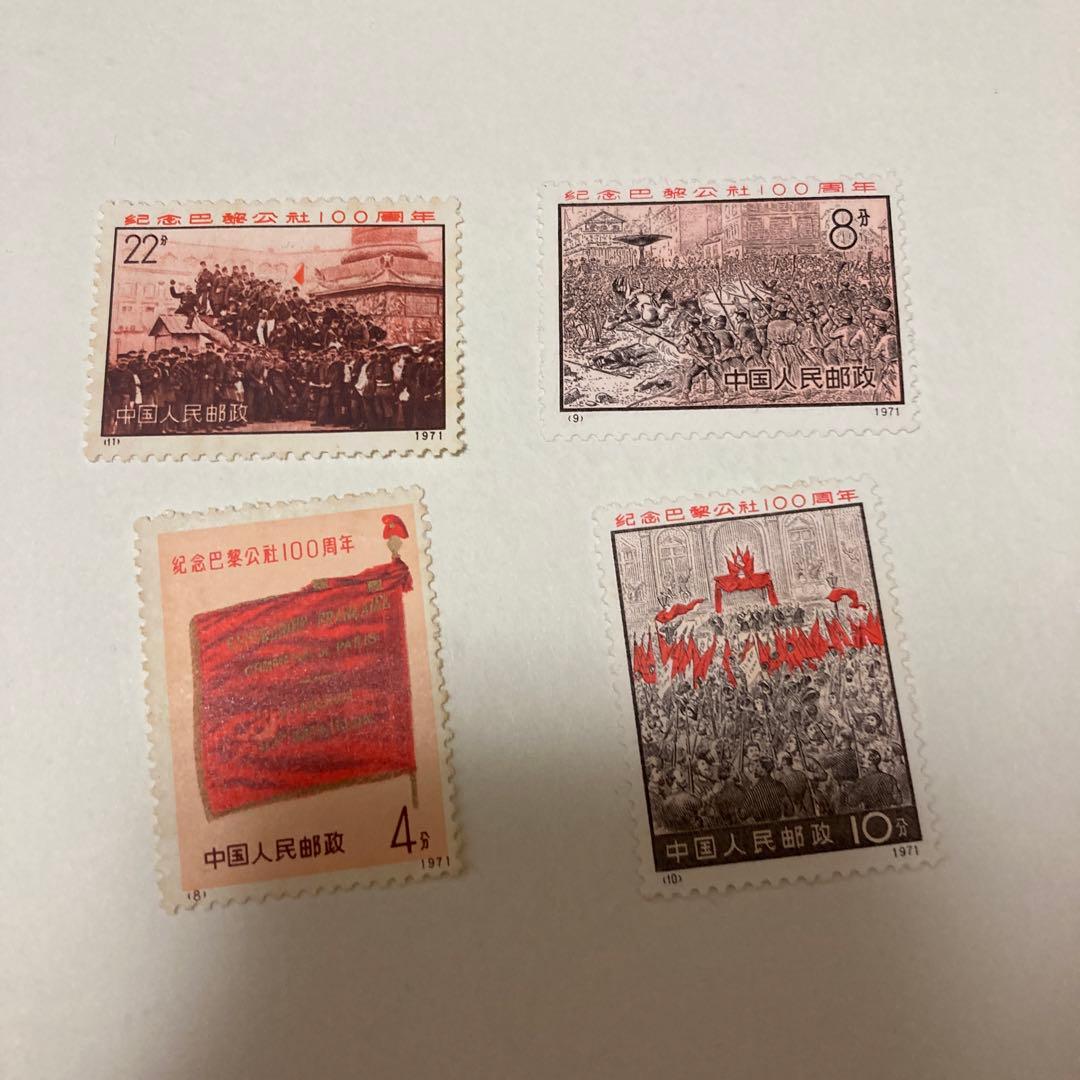 纪念巴黎公社100周年
22分
中国人民邮政
(11)
1971
纪念巴黎公社100周年
8分
中国人民邮政
(9)
1971
纪念巴黎公社100周年
中国人民邮政
4分
(8)
1971
纪念巴黎公社100周年
中国人民邮政 10分
(10)
1971